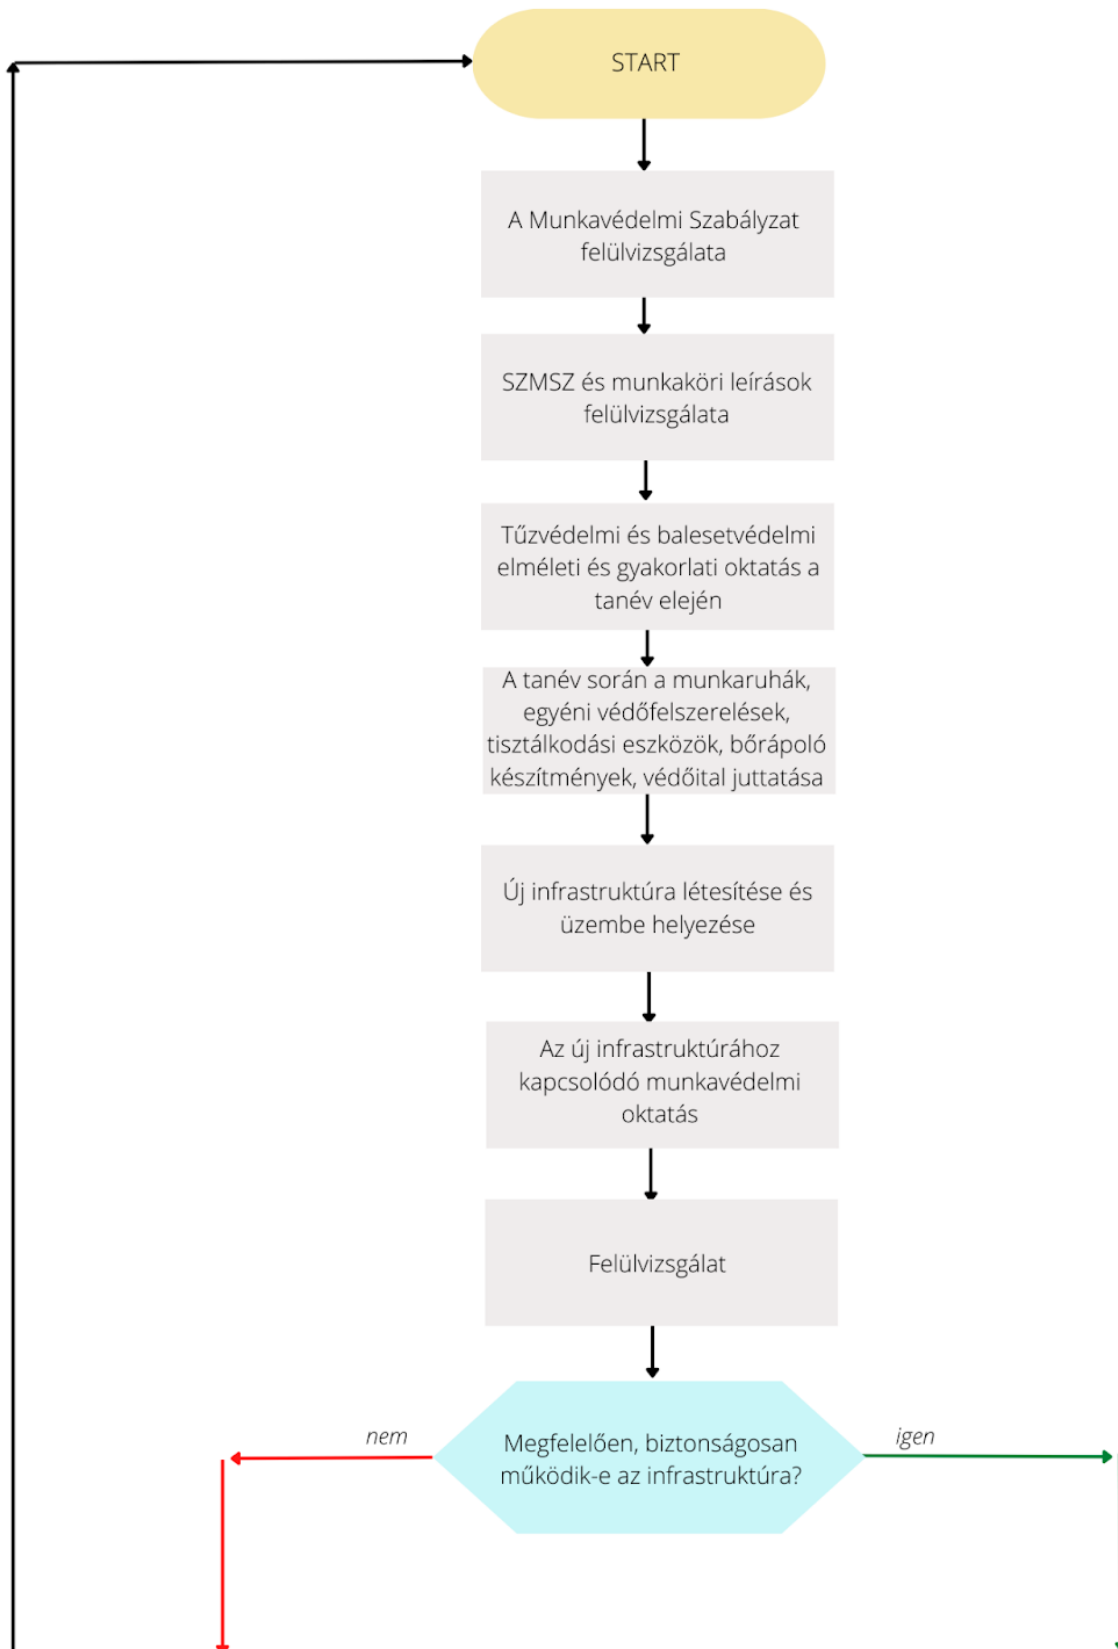 START
A Munkavédelmi Szabályzat
felülvizsgálata
SZMSZ és munkaköri leírások
felülvizsgálata
Tűzvédelmi és balesetvédelmi
elméleti és gyakorlati oktatás a
tanév elején
A tanév során a munkaruhák,
egyéni védőfelszerelések,
tisztálkodási eszközök, bőrápoló
készítmények, védőital juttatása
Új infrastruktúra létesítése és
üzembe helyezése
Az új infrastruktúrához
kapcsolódó munkavédelmi
oktatás
Felülvizsgálat
nem
Megfelelően, biztonságosan
működik-e az infrastruktúra?
igen